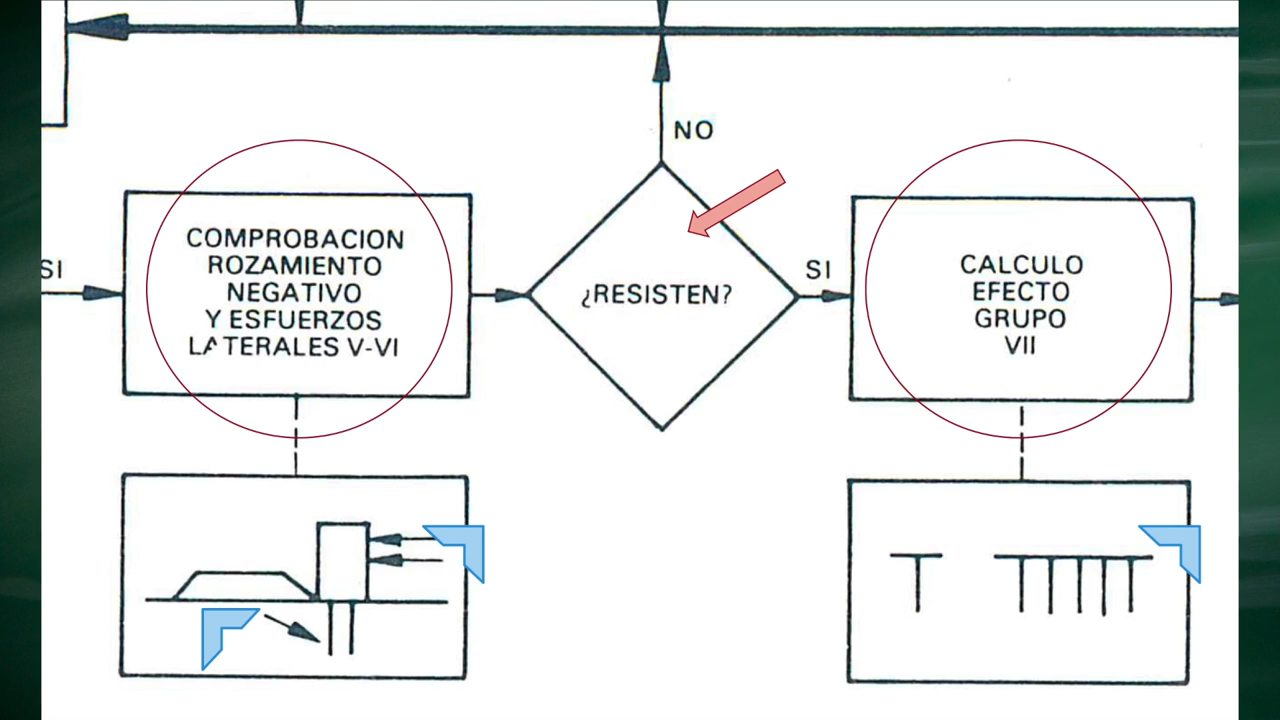 NO
SI
COMPROBACION
ROZAMIENTO
NEGATIVO
Y ESFUERZOS
LATERALES V-VI
¿RESISTEN?
SI
CALCULO
EFECTO
GRUPO
VII